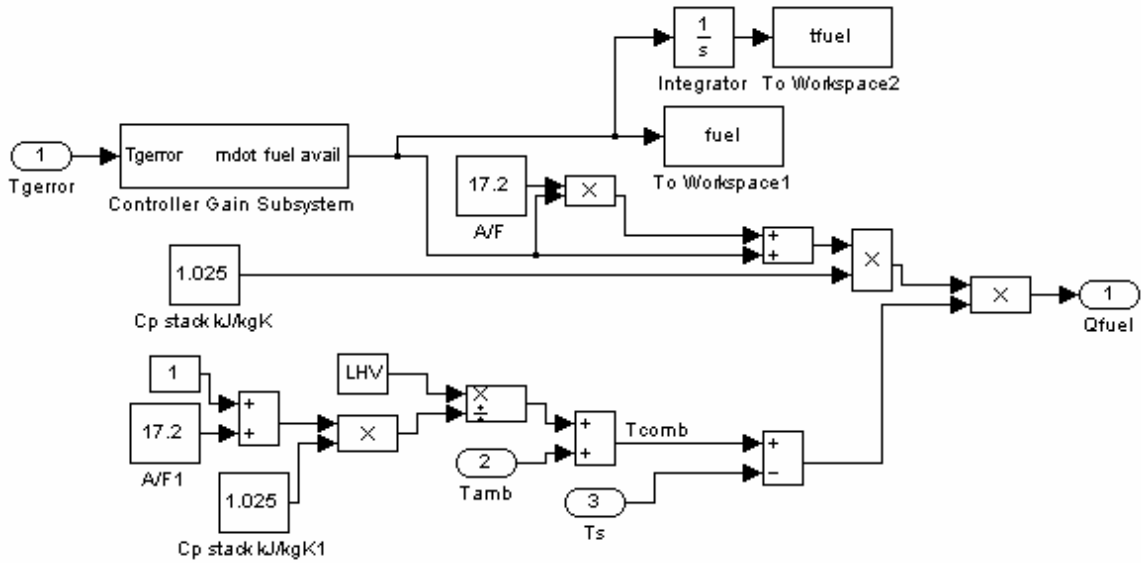 1
s
Integrator
tfuel
To Workspace2
fuel
To Workspace1
1
Tgerror
Tgerror mdot fuel avail
Controller Gain Subsystem
17.2
A/F
×
+
+
×
×
1
Qfuel
1.025
Cp stack kJ/kgK
1
17.2
A/F1
+
+
1.025
Cp stack kJ/kgK1
×
LHV
×
÷
2
Tamb
+
+
Tcomb
3
Ts
+
−